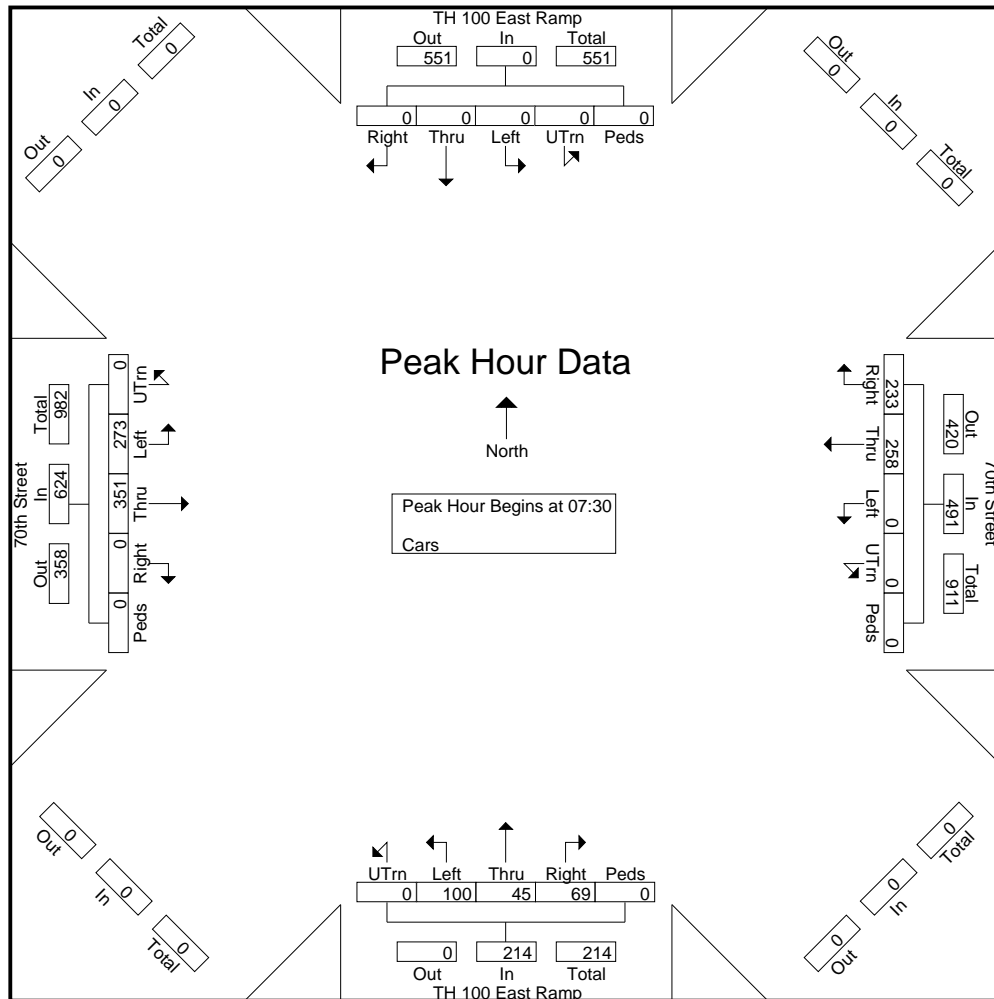 TH 100 East Ramp
Out In Total
551 0 551
0 0 0 0 0
Right Thru Left UTrn Peds
Total
0
In
0
Out
0
Out
0
In
0
Total
0
70th Street
Total In Out
982 624 358
0 273 351 0 0
UTrn Left Thru Right Peds
Peak Hour Data
North
Peak Hour Begins at 07:30
Cars
Right Thru Left UTrn Peds
233 258 0 0 0
Out In Total
420 491 911
70th Street
Out
0
In
0
Total
0
UTrn Left Thru Right Peds
0 100 45 69 0
0 214 214
Out In Total
TH 100 East Ramp
0
Total
0
In
0
Out